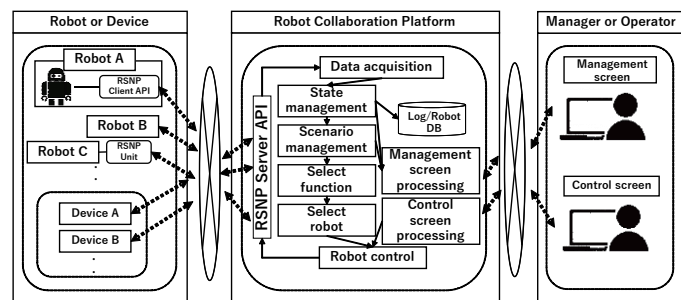 Robot or Device
Robot A
RSNP
Client API
Robot B
Robot C
RSNP
Unit
.
.
Device A
Device B
.
.
Robot Collaboration Platform
RSNP Server API
Data acquisition
State
management
Log/Robot
DB
Scenario
management
Management
screen
processing
Select
function
Select
robot
Control
screen
processing
Robot control
Manager or Operator
Management
screen
Control screen